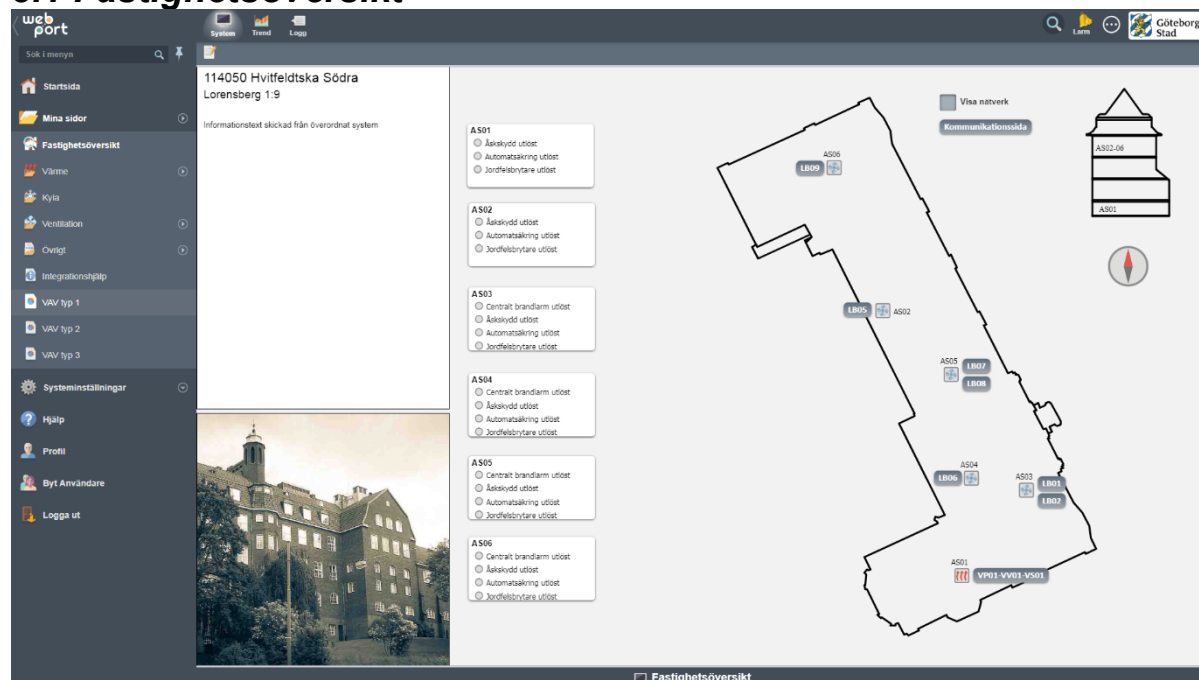 5.1 Fastighetsöversikt
web
port
System
Trend
Logg
Larm
Göteborgs
Stad
Sök i menyn
Startsida
Mina sidor
Fastighetsöversikt
Värme
Kyla
Ventilation
Övrigt
Integrationshjälp
VAV typ 1
VAV typ 2
VAV typ 3
Systeminställningar
Hjälp
Profil
Byt Användare
Logga ut
114050 Hvitfeldtska Södra
Lorensberg 1:9
Informationstext skickad från överordnat system
AS01
Åskskydd utlöst
Automatsäkring utlöst
Jordfelsbrytare utlöst
AS02
Åskskydd utlöst
Automatsäkring utlöst
Jordfelsbrytare utlöst
AS03
Centralt brandlarm utlöst
Åskskydd utlöst
Automatsäkring utlöst
Jordfelsbrytare utlöst
AS04
Centralt brandlarm utlöst
Åskskydd utlöst
Automatsäkring utlöst
Jordfelsbrytare utlöst
AS05
Centralt brandlarm utlöst
Åskskydd utlöst
Automatsäkring utlöst
Jordfelsbrytare utlöst
AS06
Centralt brandlarm utlöst
Åskskydd utlöst
Automatsäkring utlöst
Jordfelsbrytare utlöst
Visa nätverk
Kommunikationssida
AS02-06
AS01
AS06
LB09
LB05
AS02
AS05
LB07
LB08
AS04
LB06
AS03
LB01
LB02
AS01
VP01-VV01-VS01
Fastighetsöversikt